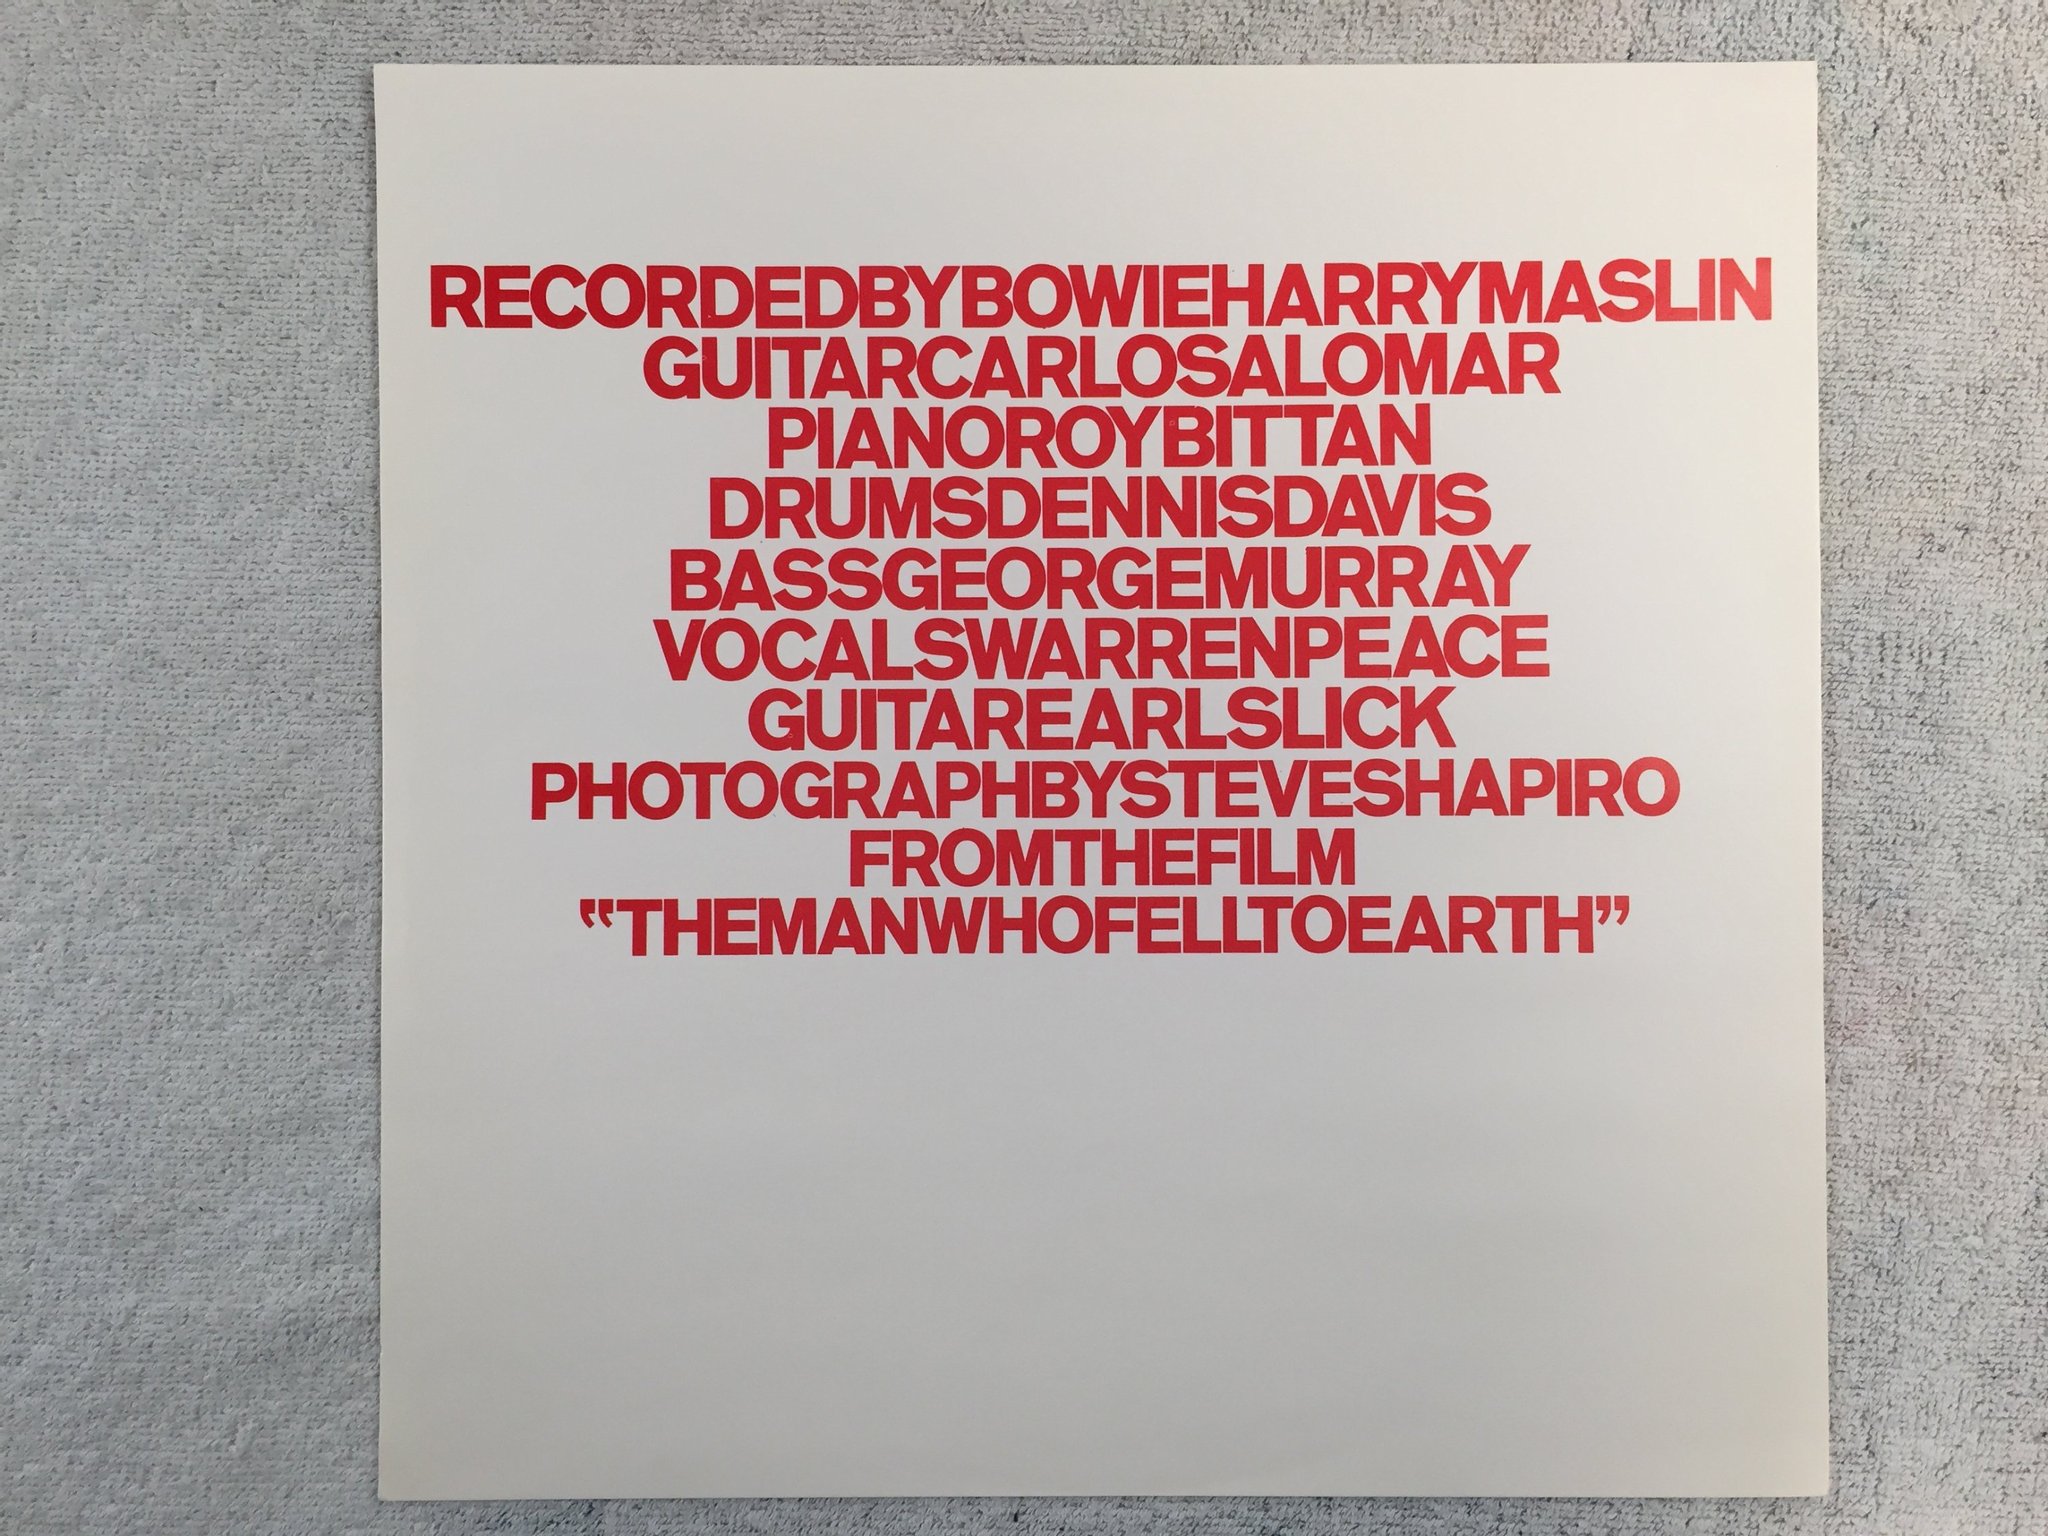 RECORDEDBYBOWIEHARRYMASLIN
GUITARCARLOSALOMAR
PIANOROYBITTAN
DRUMSDENNISDAVIS
BASSGEORGEMURRAY
VOCALSWARRENPEACE
GUITAREARLSLICK
PHOTOGRAPHBYSTEVESHAPIRO
FROMTHEFILM
“THEMANWHOFELLTOEARTH”